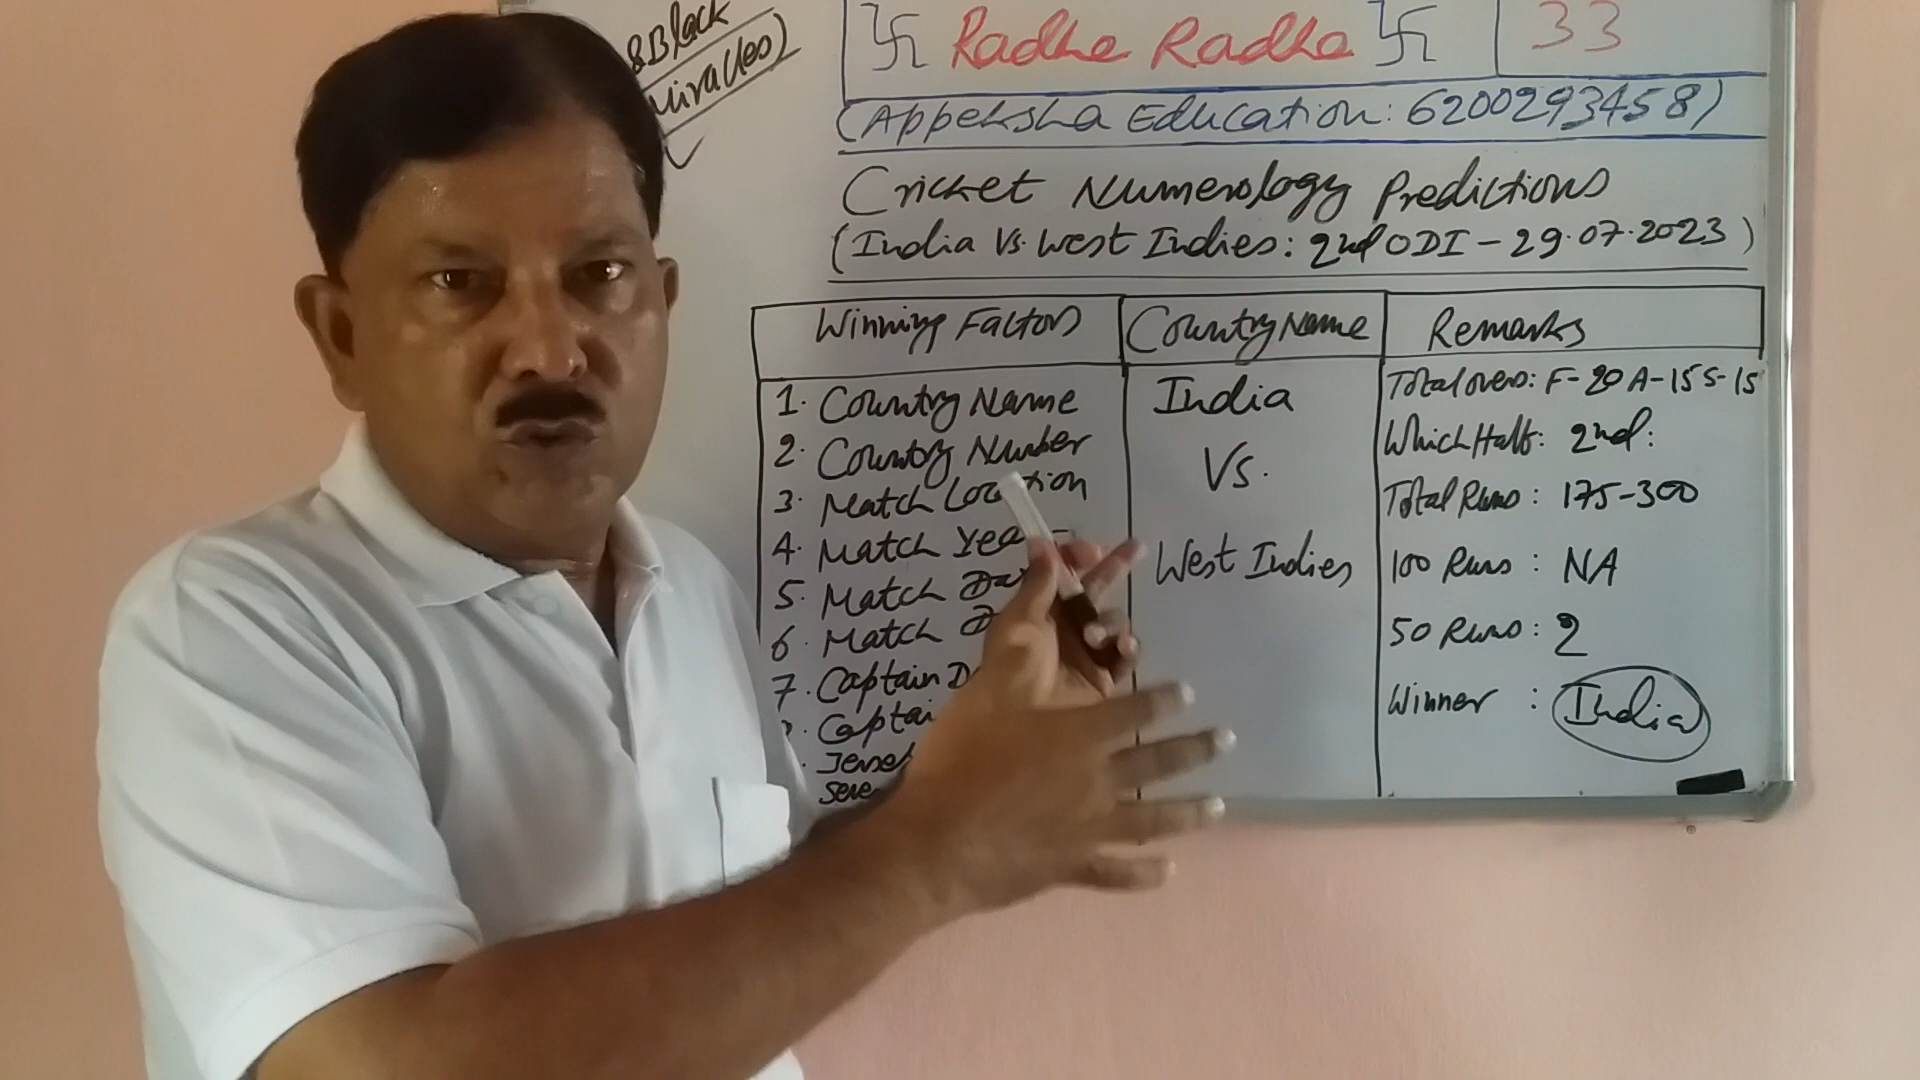 &Black
Miracles)
卐 Radhe Radhe 卐
33
(Appeksha Education: 6200293458)
Cricket Numerology Predictions
(India Vs. West Indies: 2nd ODI - 29.07.2023)
Winning Factors
Country Name
Remarks
1. Country Name
2. Country Number
3. Match Location
4. Match Year
5. Match
6. Match
7. Captain
Captain
India
Vs.
West Indies
Total overs: F-20 A-15 S-15
Which Half: 2nd:
Total Runs: 175-300
100 Runs: NA
50 Runs: 2
Winner: India